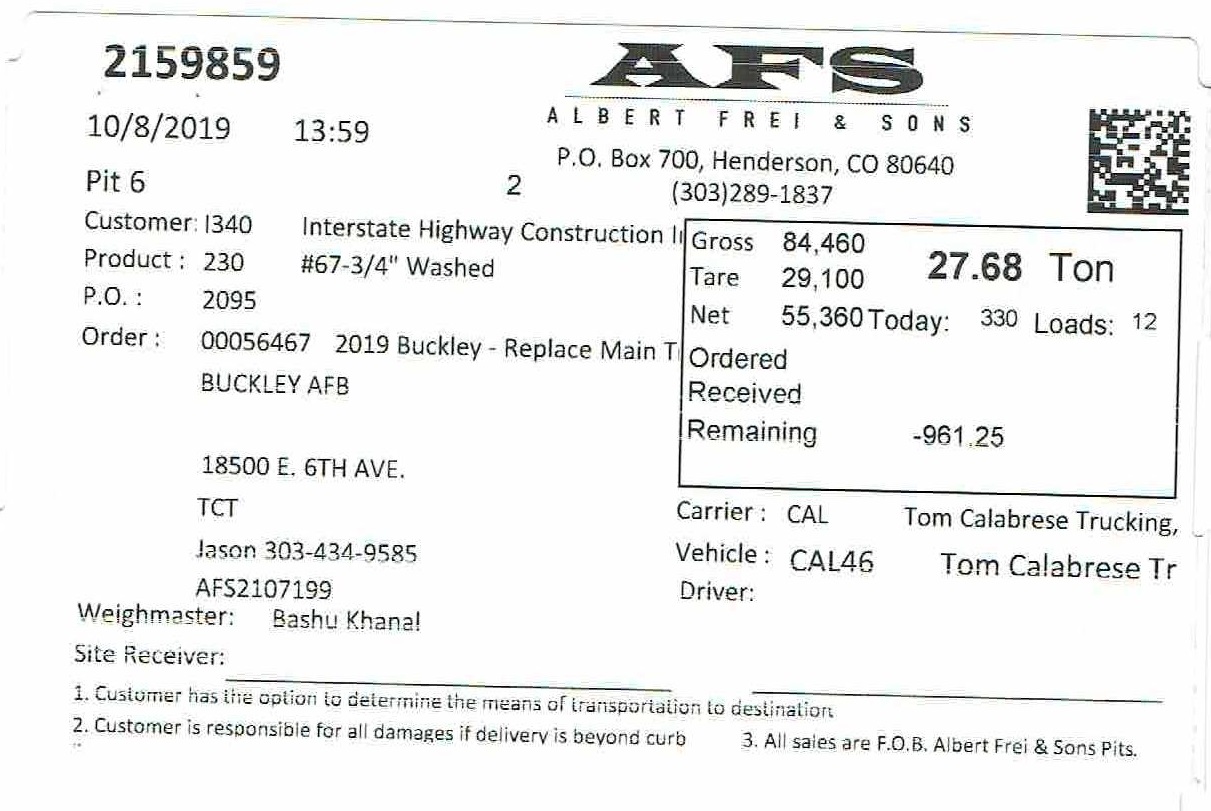 2159859
AFS
ALBERT FREI & SONS
10/8/2019 13:59
P.O. Box 700, Henderson, CO 80640
Pit 6 2 (303)289-1837
Customer: I340 Interstate Highway Construction I
Product : 230 #67-3/4" Washed
P.O. : 2095
Order : 00056467 2019 Buckley - Replace Main T
BUCKLEY AFB
18500 E. 6TH AVE.
TCT
Jason 303-434-9585
AFS2107199
Weighmaster: Bashu Khanal
Site Receiver:
Gross 84,460 27.68 Ton
Tare 29,100
Net 55,360 Today: 330 Loads: 12
Ordered
Received
Remaining -961.25
Carrier : CAL Tom Calabrese Trucking,
Vehicle : CAL46 Tom Calabrese Tr
Driver:
1. Customer has the option to determine the means of transportation to destination
2. Customer is responsible for all damages if delivery is beyond curb 3. All sales are F.O.B. Albert Frei & Sons Pits.